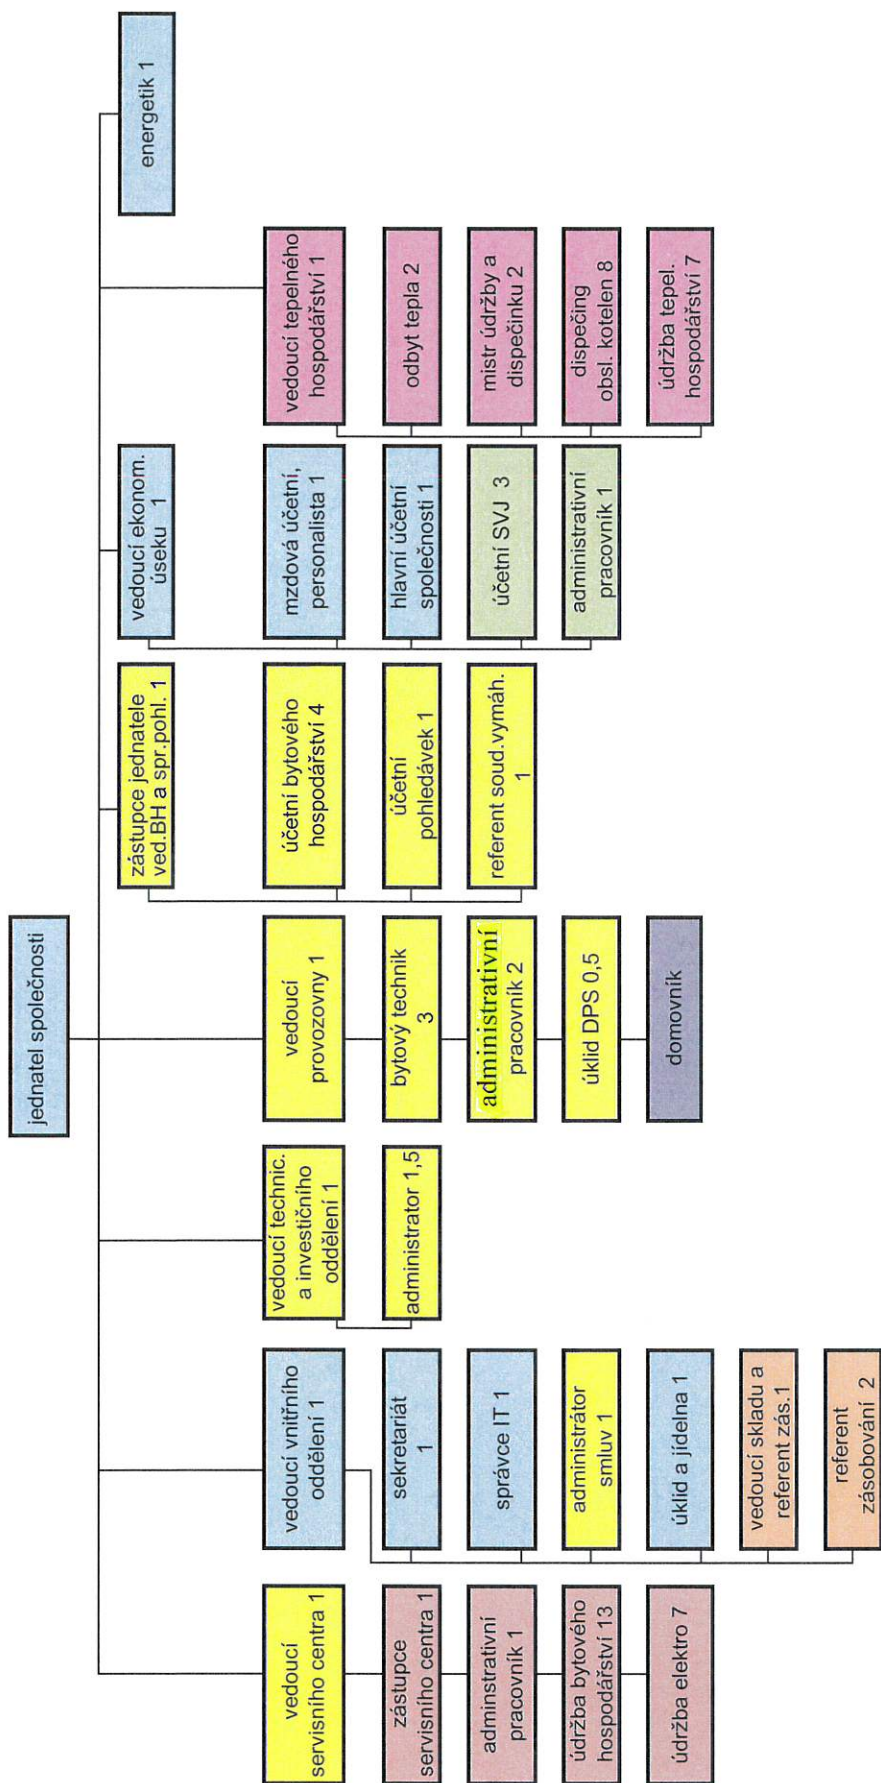 jednatel společnosti
vedoucí
servisního centra 1
zástupce
servisního centra 1
adminstrativní
pracovník 1
údržba bytového
hospodářství 13
údržba elektro 7
vedoucí vnitřního
oddělení 1
sekretariát
1
správce IT 1
administrátor
smluv 1
úklid a jídelna 1
vedoucí skladu a
referent zás.1
referent
zásobování 2
vedoucí technic.
a investičního
oddělení 1
administrator 1,5
vedoucí
provozovny 1
bytový technik
3
administrativní
pracovník 2
úklid DPS 0,5
domovník
zástupce jednatele
ved.BH a spr.pohl. 1
účetní bytového
hospodářství 4
účetní
pohledávek 1
referent soud.vymáh.
1
vedoucí ekonom.
úseku 1
mzdová účetní,
personalista 1
hlavní účetní
společnosti 1
účetní SVJ 3
administrativní
pracovník 1
vedoucí tepelného
hospodářství 1
odbyt tepla 2
mistr údržby a
dispečinku 2
dispečing
obsl. kotelen 8
údržba tepel.
hospodářství 7
energetik 1